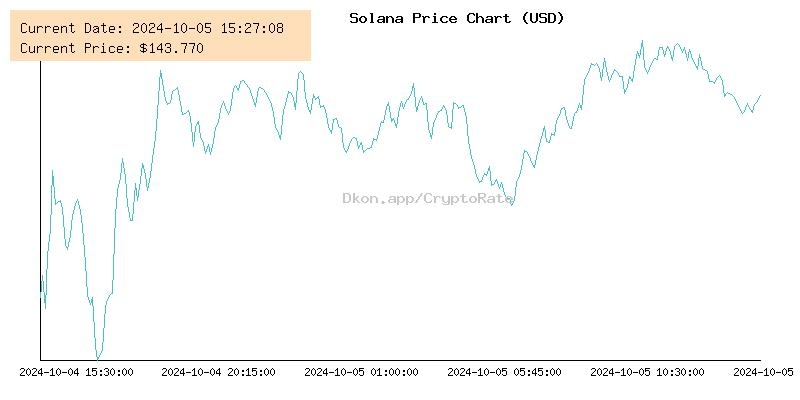 Solana Price Chart (USD)
Current Date: 2024-10-05 15:27:08
Current Price: $143.770
Dkon.app/CryptoRate
2024-10-04 15:30:00 2024-10-04 20:15:00 2024-10-05 01:00:00 2024-10-05 05:45:00 2024-10-05 10:30:00 2024-10-05